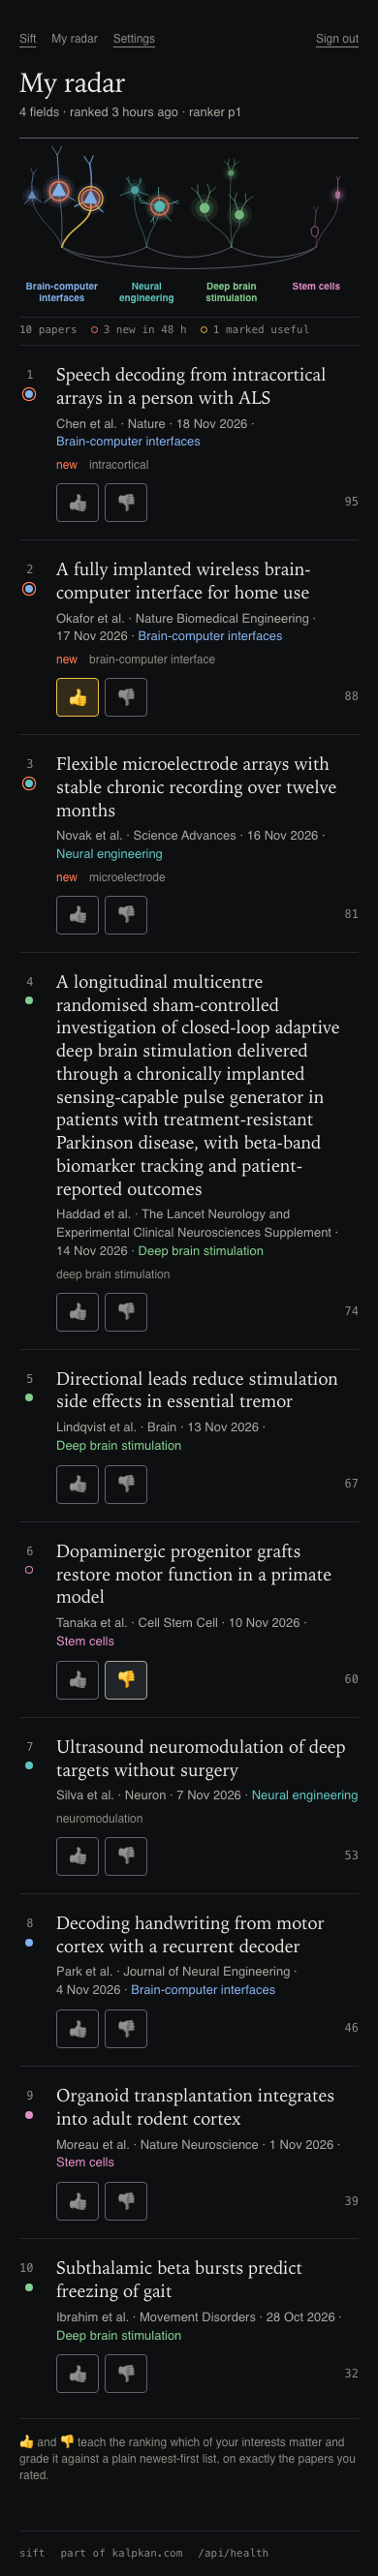 Sift My radar Settings Sign out
My radar
4 fields · ranked 3 hours ago · ranker p1
Brain-computer interfaces
Neural engineering
Deep brain stimulation
Stem cells
10 papers 3 new in 48 h 1 marked useful
1
Speech decoding from intracortical
arrays in a person with ALS
Chen et al. · Nature · 18 Nov 2026 ·
Brain-computer interfaces
new intracortical
👍 👎 95
2
A fully implanted wireless brain-
computer interface for home use
Okafor et al. · Nature Biomedical Engineering ·
17 Nov 2026 · Brain-computer interfaces
new brain-computer interface
👍 👎 88
3
Flexible microelectrode arrays with
stable chronic recording over twelve
months
Novak et al. · Science Advances · 16 Nov 2026 ·
Neural engineering
new microelectrode
👍 👎 81
4
A longitudinal multicentre
randomised sham-controlled
investigation of closed-loop adaptive
deep brain stimulation delivered
through a chronically implanted
sensing-capable pulse generator in
patients with treatment-resistant
Parkinson disease, with beta-band
biomarker tracking and patient-
reported outcomes
Haddad et al. · The Lancet Neurology and
Experimental Clinical Neurosciences Supplement ·
14 Nov 2026 · Deep brain stimulation
deep brain stimulation
👍 👎 74
5
Directional leads reduce stimulation
side effects in essential tremor
Lindqvist et al. · Brain · 13 Nov 2026 ·
Deep brain stimulation
👍 👎 67
6
Dopaminergic progenitor grafts
restore motor function in a primate
model
Tanaka et al. · Cell Stem Cell · 10 Nov 2026 ·
Stem cells
👍 👎 60
7
Ultrasound neuromodulation of deep
targets without surgery
Silva et al. · Neuron · 7 Nov 2026 · Neural engineering
neuromodulation
👍 👎 53
8
Decoding handwriting from motor
cortex with a recurrent decoder
Park et al. · Journal of Neural Engineering ·
4 Nov 2026 · Brain-computer interfaces
👍 👎 46
9
Organoid transplantation integrates
into adult rodent cortex
Moreau et al. · Nature Neuroscience · 1 Nov 2026 ·
Stem cells
👍 👎 39
10
Subthalamic beta bursts predict
freezing of gait
Ibrahim et al. · Movement Disorders · 28 Oct 2026 ·
Deep brain stimulation
👍 👎 32
👍 and 👎 teach the ranking which of your interests matter and
grade it against a plain newest-first list, on exactly the papers you
rated.
sift part of kalpkan.com /api/health